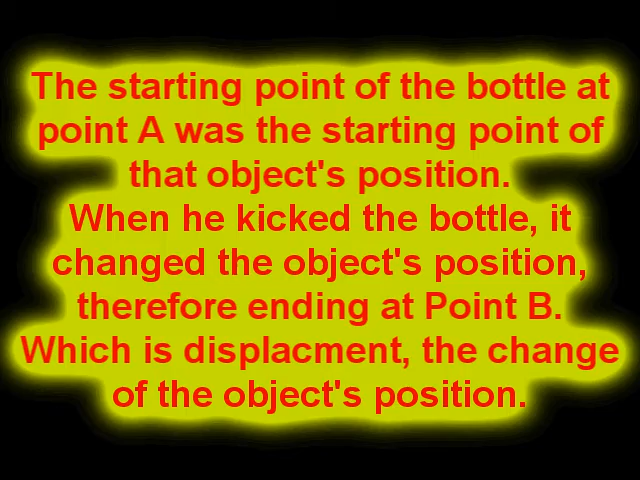 The starting point of the bottle at
point A was the starting point of
that object's position.
When he kicked the bottle, it
changed the object's position,
therefore ending at Point B.
Which is displacment, the change
of the object's position.